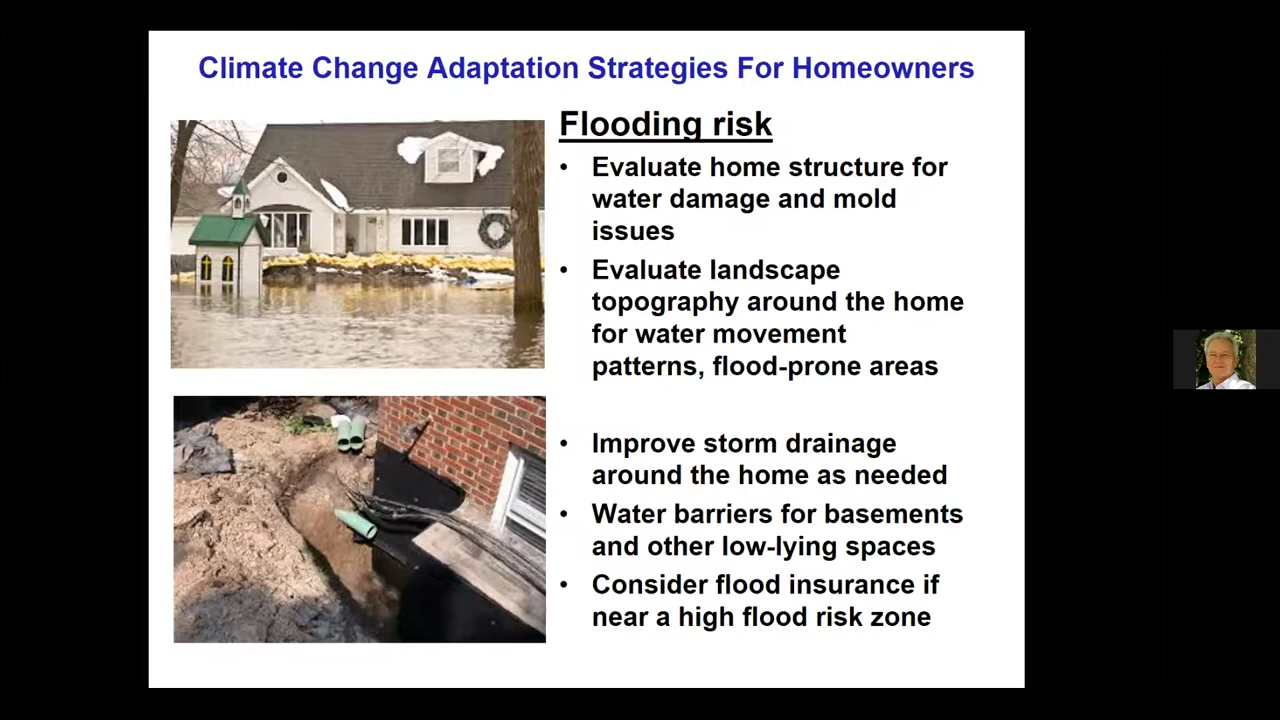 Climate Change Adaptation Strategies For Homeowners
Flooding risk
• Evaluate home structure for
water damage and mold
issues
• Evaluate landscape
topography around the home
for water movement
patterns, flood-prone areas
• Improve storm drainage
around the home as needed
• Water barriers for basements
and other low-lying spaces
• Consider flood insurance if
near a high flood risk zone